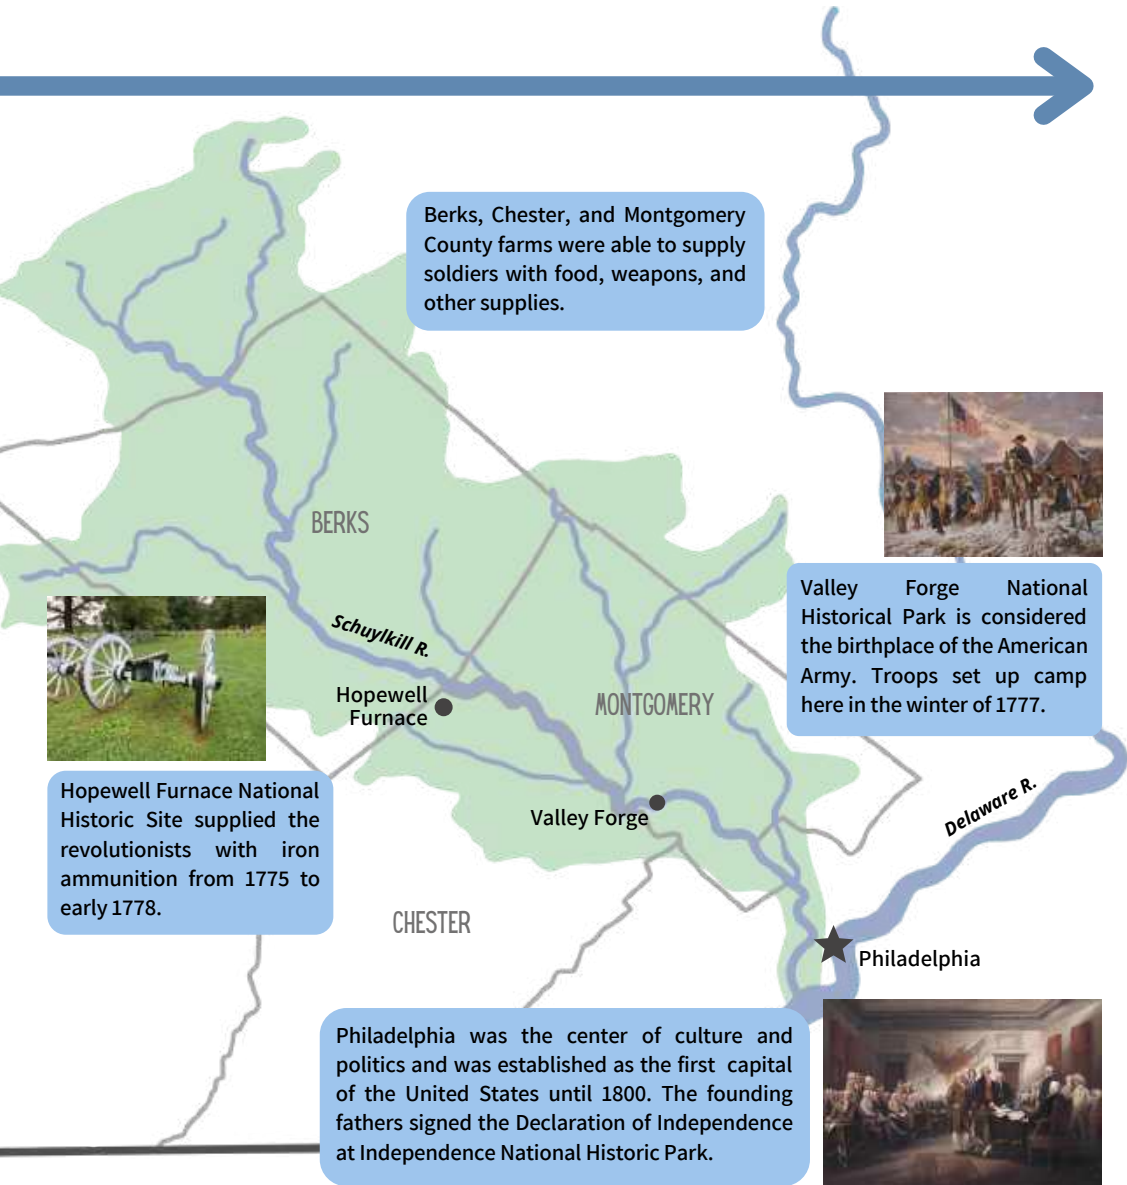 Berks, Chester, and Montgomery
County farms were able to supply
soldiers with food, weapons, and
other supplies.
BERKS
Schuylkill R.
Hopewell
Furnace
MONTGOMERY
Valley Forge National
Historical Park is considered
the birthplace of the American
Army. Troops set up camp
here in the winter of 1777.
Hopewell Furnace National
Historic Site supplied the
revolutionists with iron
ammunition from 1775 to
early 1778.
Valley Forge
Delaware R.
CHESTER
Philadelphia
Philadelphia was the center of culture and
politics and was established as the first capital
of the United States until 1800. The founding
fathers signed the Declaration of Independence
at Independence National Historic Park.